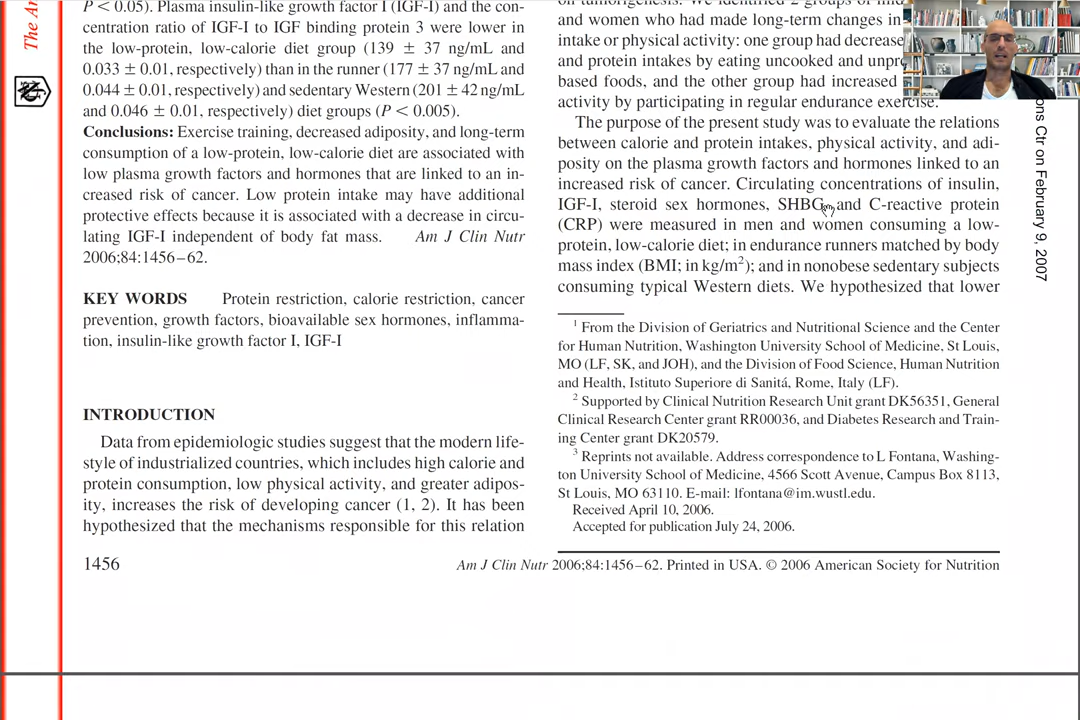 The Am
P < 0.05). Plasma insulin-like growth factor I (IGF-I) and the con-
centration ratio of IGF-I to IGF binding protein 3 were lower in
the low-protein, low-calorie diet group (139 ± 37 ng/mL and
0.033 ± 0.01, respectively) than in the runner (177 ± 37 ng/mL and
0.044 ± 0.01, respectively) and sedentary Western (201 ± 42 ng/mL
and 0.046 ± 0.01, respectively) diet groups (P < 0.005).
Conclusions: Exercise training, decreased adiposity, and long-term
consumption of a low-protein, low-calorie diet are associated with
low plasma growth factors and hormones that are linked to an in-
creased risk of cancer. Low protein intake may have additional
protective effects because it is associated with a decrease in circu-
lating IGF-I independent of body fat mass. Am J Clin Nutr
2006;84:1456–62.
KEY WORDS Protein restriction, calorie restriction, cancer
prevention, growth factors, bioavailable sex hormones, inflamma-
tion, insulin-like growth factor I, IGF-I
INTRODUCTION
Data from epidemiologic studies suggest that the modern life-
style of industrialized countries, which includes high calorie and
protein consumption, low physical activity, and greater adipos-
ity, increases the risk of developing cancer (1, 2). It has been
hypothesized that the mechanisms responsible for this relation
on tumorigenesis. We identified 2 groups of
and women who had made long-term changes in
intake or physical activity: one group had decrease
and protein intakes by eating uncooked and
based foods, and the other group had increased
activity by participating in regular endurance exercise.
The purpose of the present study was to evaluate the relations
between calorie and protein intakes, physical activity, and adi-
posity on the plasma growth factors and hormones linked to an
increased risk of cancer. Circulating concentrations of insulin,
IGF-I, steroid sex hormones, SHBG, and C-reactive protein
(CRP) were measured in men and women consuming a low-
protein, low-calorie diet; in endurance runners matched by body
mass index (BMI; in kg/m²); and in nonobese sedentary subjects
consuming typical Western diets. We hypothesized that lower
¹ From the Division of Geriatrics and Nutritional Science and the Center
for Human Nutrition, Washington University School of Medicine, St Louis,
MO (LF, SK, and JOH), and the Division of Food Science, Human Nutrition
and Health, Istituto Superiore di Sanitá, Rome, Italy (LF).
² Supported by Clinical Nutrition Research Unit grant DK56351, General
Clinical Research Center grant RR00036, and Diabetes Research and Train-
ing Center grant DK20579.
³ Reprints not available. Address correspondence to L Fontana, Washing-
ton University School of Medicine, 4566 Scott Avenue, Campus Box 8113,
St Louis, MO 63110. E-mail: lfontana@im.wustl.edu.
Received April 10, 2006.
Accepted for publication July 24, 2006.
1456
Am J Clin Nutr 2006;84:1456–62. Printed in USA. © 2006 American Society for Nutrition
ons Ctr on February 9, 2007